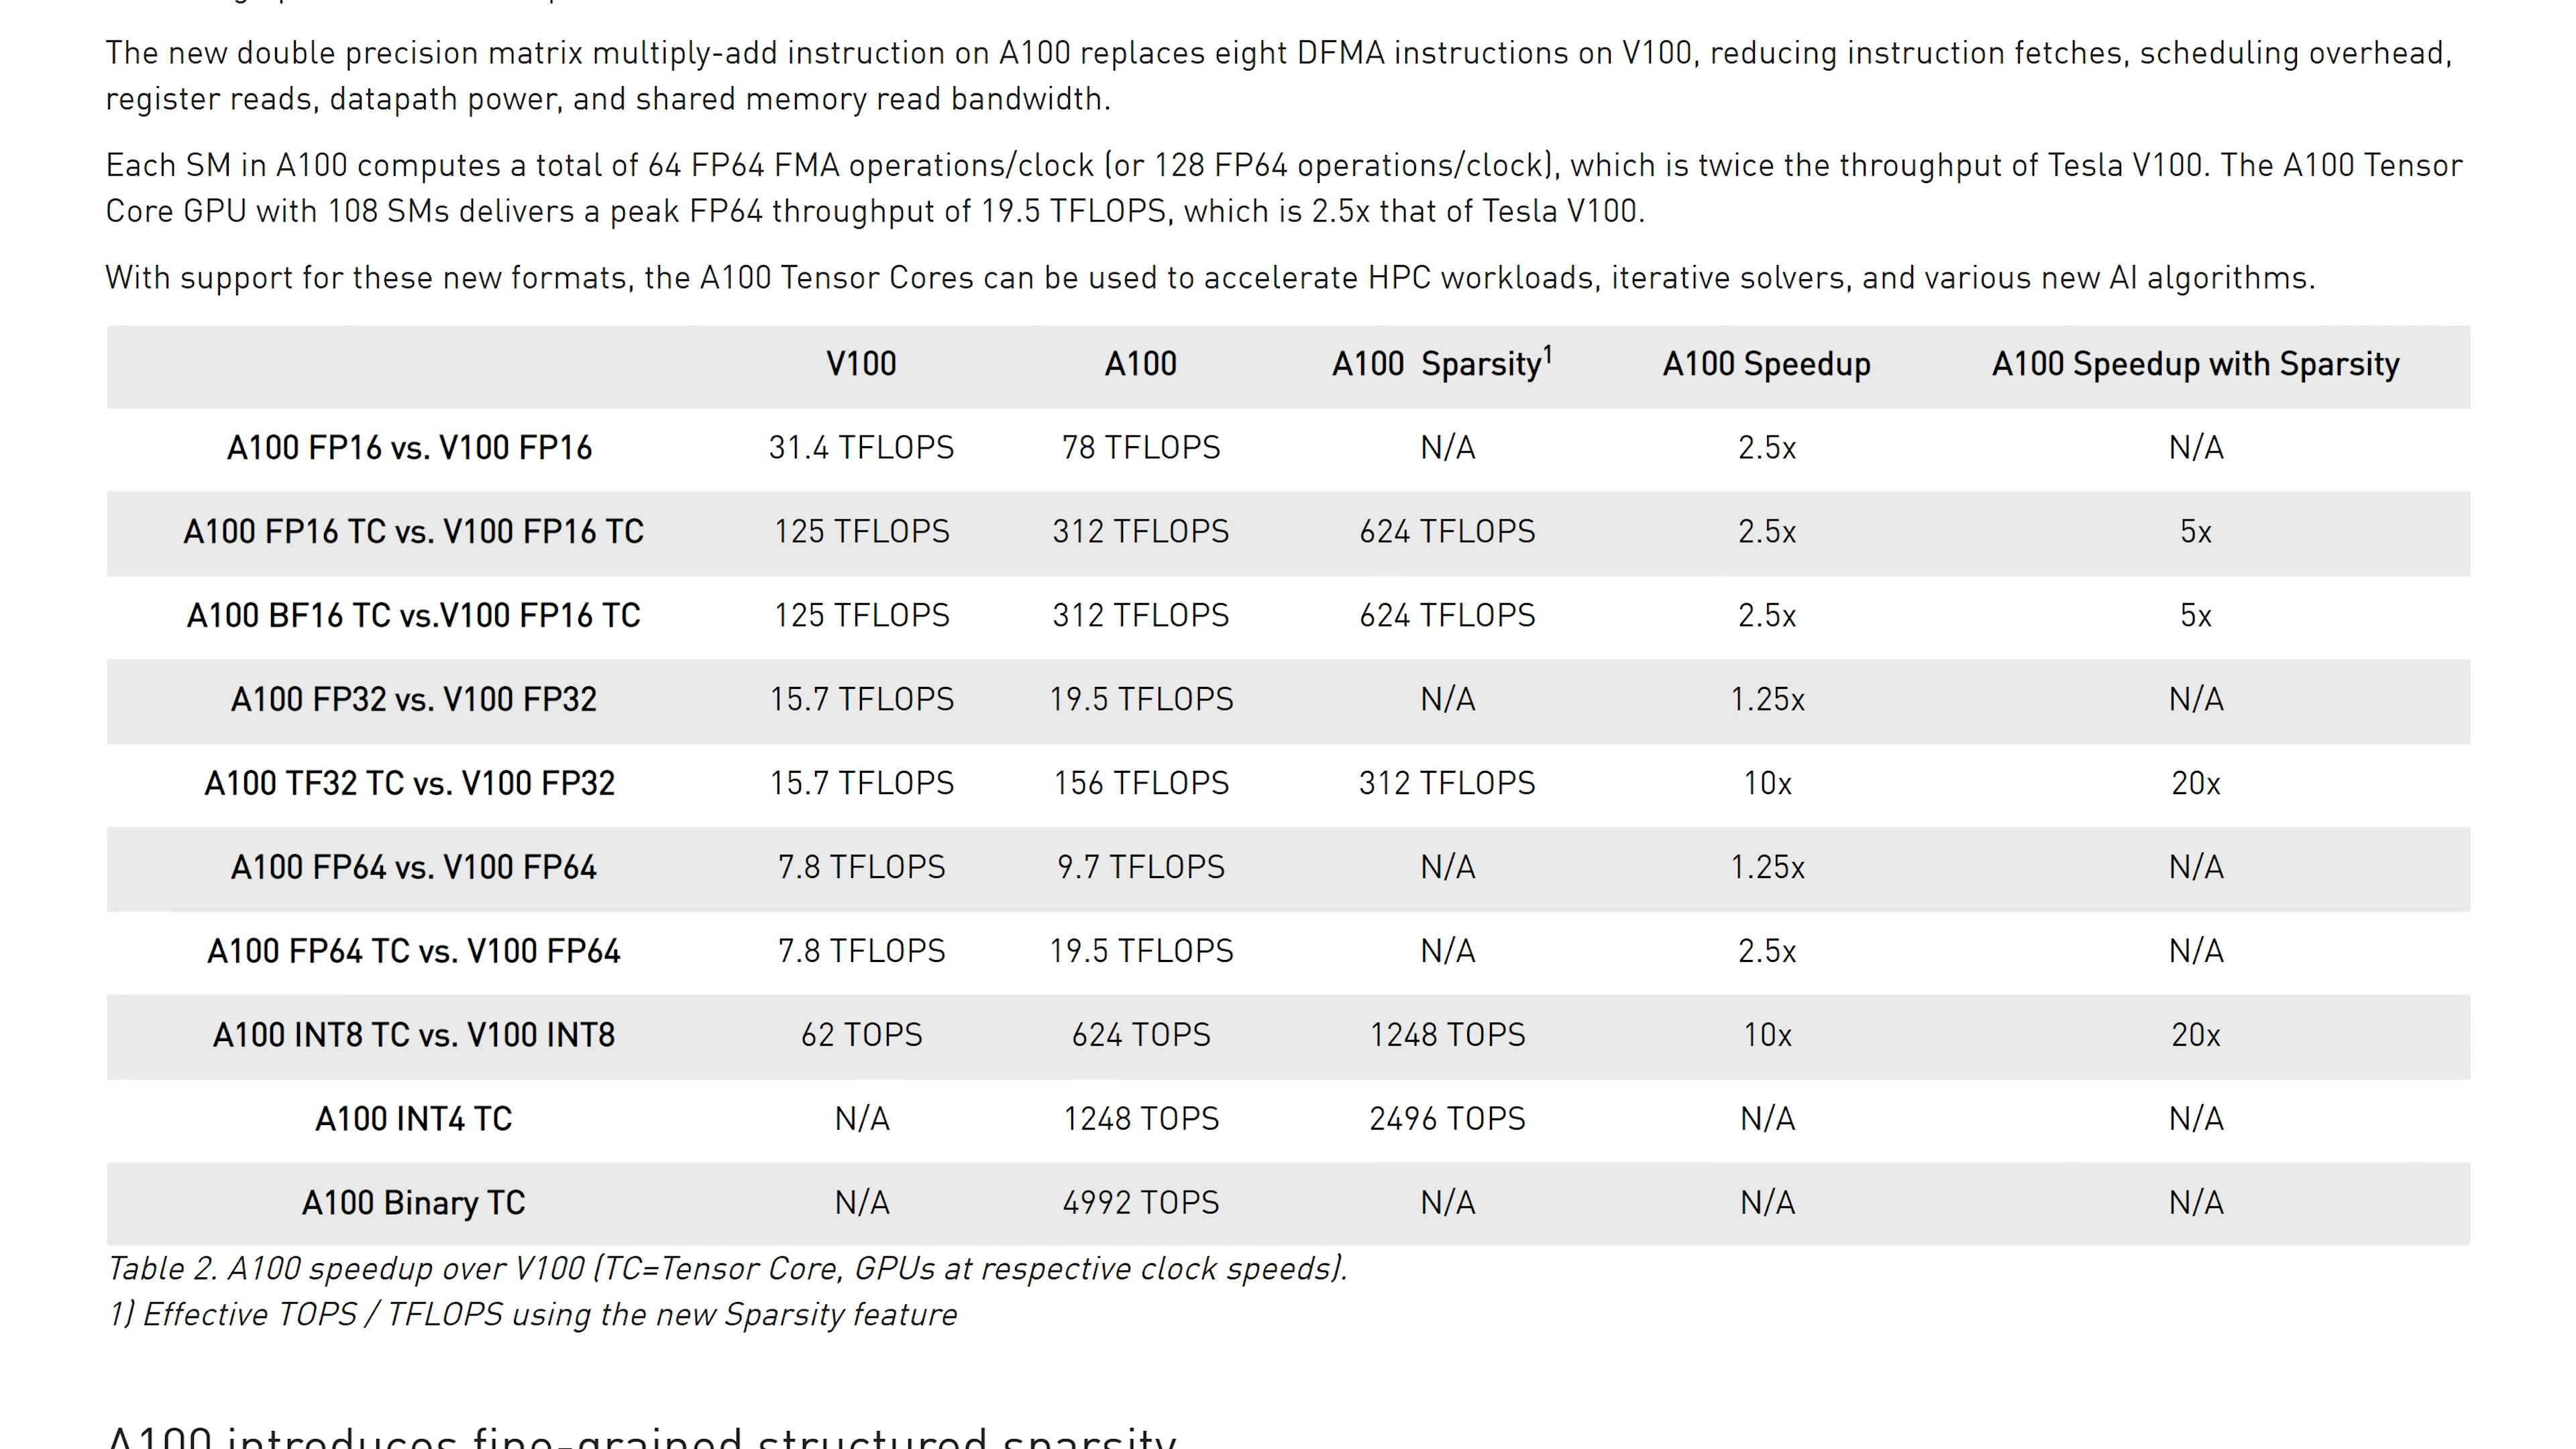 The new double precision matrix multiply-add instruction on A100 replaces eight DFMA instructions on V100, reducing instruction fetches, scheduling overhead,
register reads, datapath power, and shared memory read bandwidth.
Each SM in A100 computes a total of 64 FP64 FMA operations/clock (or 128 FP64 operations/clock), which is twice the throughput of Tesla V100. The A100 Tensor
Core GPU with 108 SMs delivers a peak FP64 throughput of 19.5 TFLOPS, which is 2.5x that of Tesla V100.
With support for these new formats, the A100 Tensor Cores can be used to accelerate HPC workloads, iterative solvers, and various new AI algorithms.
V100 A100 A100 Sparsity1 A100 Speedup A100 Speedup with Sparsity
A100 FP16 vs. V100 FP16 31.4 TFLOPS 78 TFLOPS N/A 2.5x N/A
A100 FP16 TC vs. V100 FP16 TC 125 TFLOPS 312 TFLOPS 624 TFLOPS 2.5x 5x
A100 BF16 TC vs.V100 FP16 TC 125 TFLOPS 312 TFLOPS 624 TFLOPS 2.5x 5x
A100 FP32 vs. V100 FP32 15.7 TFLOPS 19.5 TFLOPS N/A 1.25x N/A
A100 TF32 TC vs. V100 FP32 15.7 TFLOPS 156 TFLOPS 312 TFLOPS 10x 20x
A100 FP64 vs. V100 FP64 7.8 TFLOPS 9.7 TFLOPS N/A 1.25x N/A
A100 FP64 TC vs. V100 FP64 7.8 TFLOPS 19.5 TFLOPS N/A 2.5x N/A
A100 INT8 TC vs. V100 INT8 62 TOPS 624 TOPS 1248 TOPS 10x 20x
A100 INT4 TC N/A 1248 TOPS 2496 TOPS N/A N/A
A100 Binary TC N/A 4992 TOPS N/A N/A N/A
Table 2. A100 speedup over V100 (TC=Tensor Core, GPUs at respective clock speeds).
1) Effective TOPS / TFLOPS using the new Sparsity feature
A100 introduces fine-grained structured sparsity